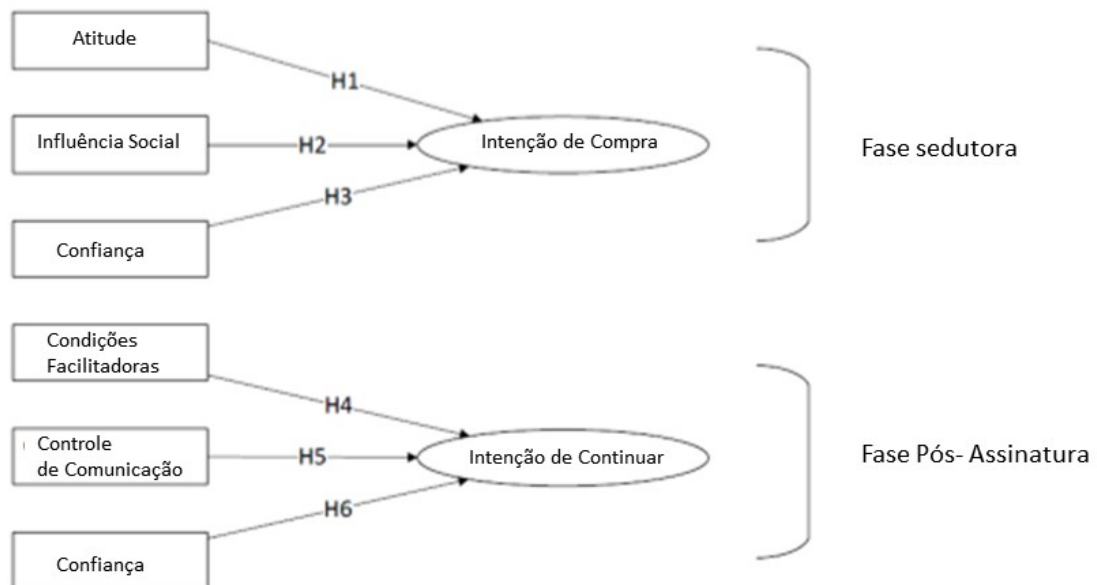 Atitude
H1
Influência Social
H2
Intenção de Compra
Fase sedutora
H3
Confiança
Condições
Facilitadoras
H4
Controle
de Comunicação
H5
Intenção de Continuar
Fase Pós- Assinatura
H6
Confiança